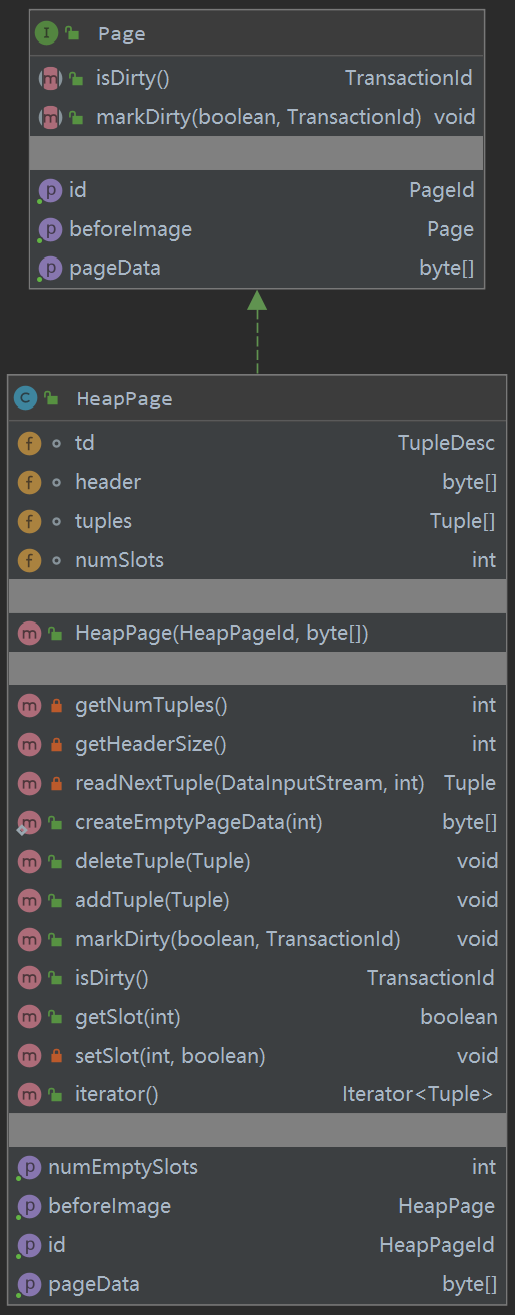 I Page
m isDirty() TransactionId
m markDirty(boolean, TransactionId) void
p id PageId
p beforeImage Page
p pageData byte[]
C HeapPage
f td TupleDesc
f header byte[]
f tuples Tuple[]
f numSlots int
m HeapPage(HeapPageId, byte[])
m getNumTuples() int
m getHeaderSize() int
m readNextTuple(DataInputStream, int) Tuple
m createEmptyPageData(int) byte[]
m deleteTuple(Tuple) void
m addTuple(Tuple) void
m markDirty(boolean, TransactionId) void
m isDirty() TransactionId
m getSlot(int) boolean
m setSlot(int, boolean) void
m iterator() Iterator<Tuple>
p numEmptySlots int
p beforeImage HeapPage
p id HeapPageId
p pageData byte[]